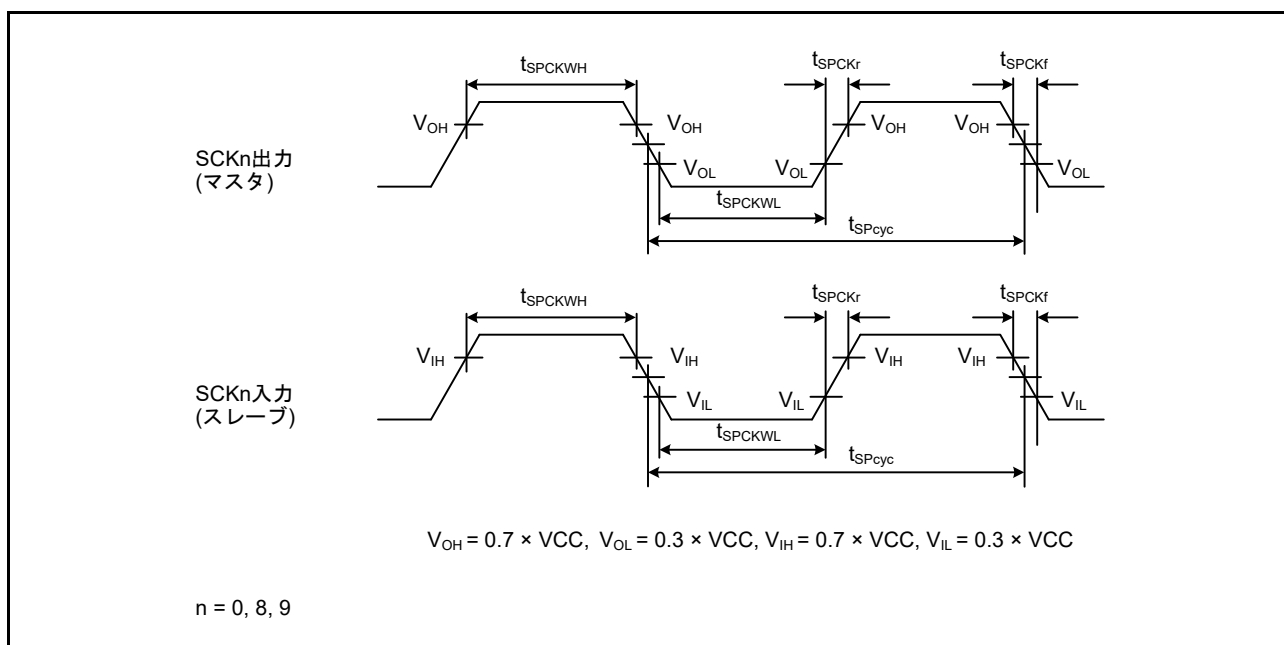 tSPCKWH
tSPCKr
tSPCKf
VOH
VOH
VOH
VOH
SCKn出力
(マスタ)
VOL
VOL
VOL
tSPCKWL
tSPcyc
tSPCKWH
tSPCKr
tSPCKf
VIH
VIH
VIH
VIH
SCKn入力
(スレーブ)
VIL
VIL
VIL
tSPCKWL
tSPcyc
VOH = 0.7 × VCC, VOL = 0.3 × VCC, VIH = 0.7 × VCC, VIL = 0.3 × VCC
n = 0, 8, 9